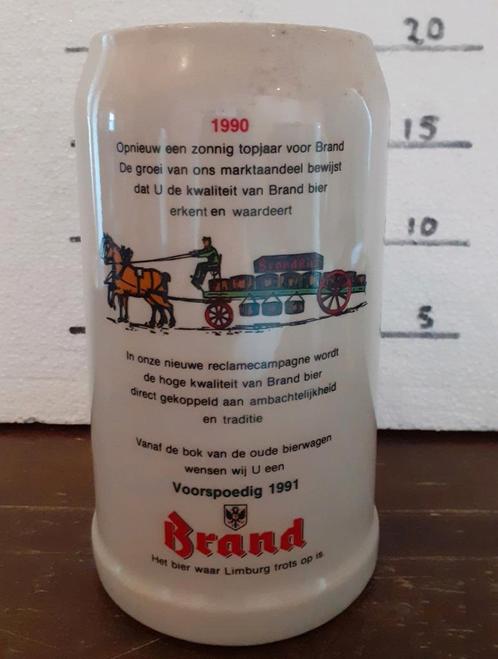 20
15
10
5
1990
Opnieuw een zonnig topjaar voor Brand
De groei van ons marktaandeel bewijst
dat U de kwaliteit van Brand bier
erkent en waardeert
Brand Bier
In onze nieuwe reclamecampagne wordt
de hoge kwaliteit van Brand bier
direct gekoppeld aan ambachtelijkheid
en traditie
Vanaf de bok van de oude bierwagen
wensen wij U een
Voorspoedig 1991
Brand
Het bier waar Limburg trots op is.